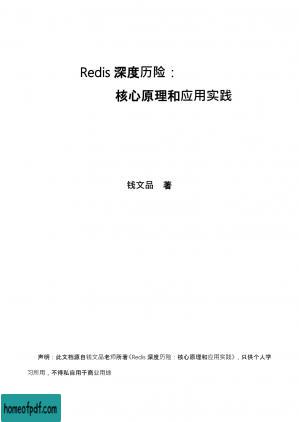 Redis 深度历险：
核心原理和应用实践
钱文品 著
声明：此文档源自钱文品老师所著《Redis 深度历险：核心原理和应用实践》，只供个人学
习所用，不得私自用于商业用途
homeofpdf.com